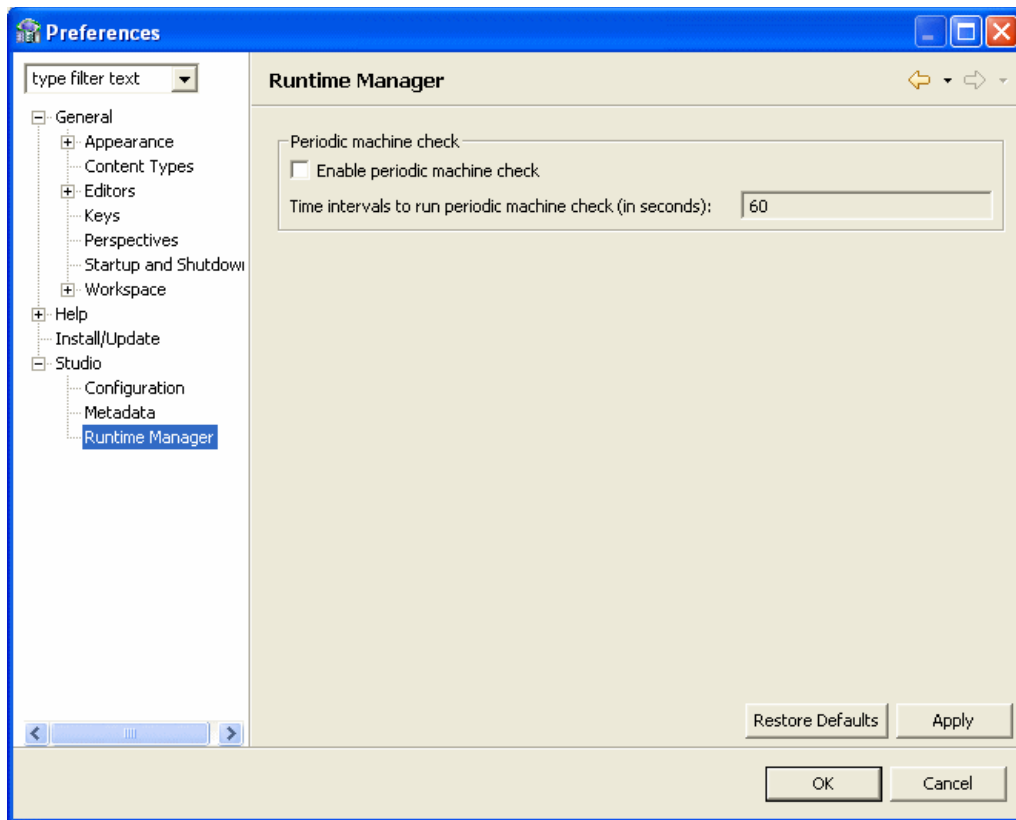 Preferences
type filter text
Runtime Manager
General
Appearance
Content Types
Editors
Keys
Perspectives
Startup and Shutdow
Workspace
Help
Install/Update
Studio
Configuration
Metadata
Runtime Manager
Periodic machine check
Enable periodic machine check
Time intervals to run periodic machine check (in seconds): 60
Restore Defaults Apply
OK Cancel